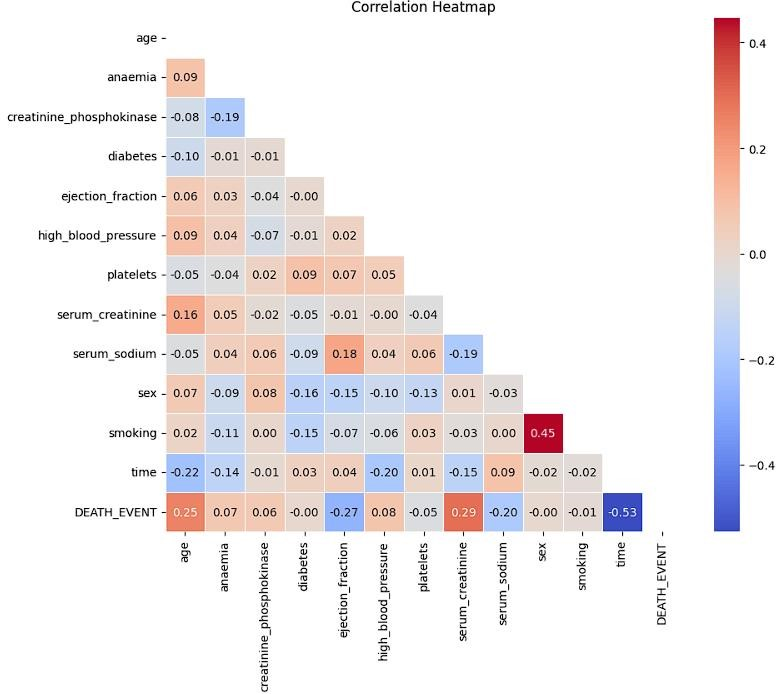 Correlation Heatmap
age
anaemia 0.09
creatinine_phosphokinase -0.08 -0.19
diabetes -0.10 -0.01 -0.01
ejection_fraction 0.06 0.03 -0.04 -0.00
high_blood_pressure 0.09 0.04 -0.07 -0.01 0.02
platelets -0.05 -0.04 0.02 0.09 0.07 0.05
serum_creatinine 0.16 0.05 -0.02 -0.05 -0.01 -0.00 -0.04
serum_sodium -0.05 0.04 0.06 -0.09 0.18 0.04 0.06 -0.19
sex 0.07 -0.09 0.08 -0.16 -0.15 -0.10 -0.13 0.01 -0.03
smoking 0.02 -0.11 0.00 -0.15 -0.07 -0.06 0.03 -0.03 0.00 0.45
time -0.22 -0.14 -0.01 0.03 0.04 -0.20 0.01 -0.15 0.09 -0.02 -0.02
DEATH_EVENT 0.25 0.07 0.06 -0.00 -0.27 0.08 -0.05 0.29 -0.20 -0.00 -0.01 -0.53
age
anaemia
creatinine_phosphokinase
diabetes
ejection_fraction
high_blood_pressure
platelets
serum_creatinine
serum_sodium
sex
smoking
time
DEATH_EVENT
0.4
0.2
0.0
−0.2
−0.4